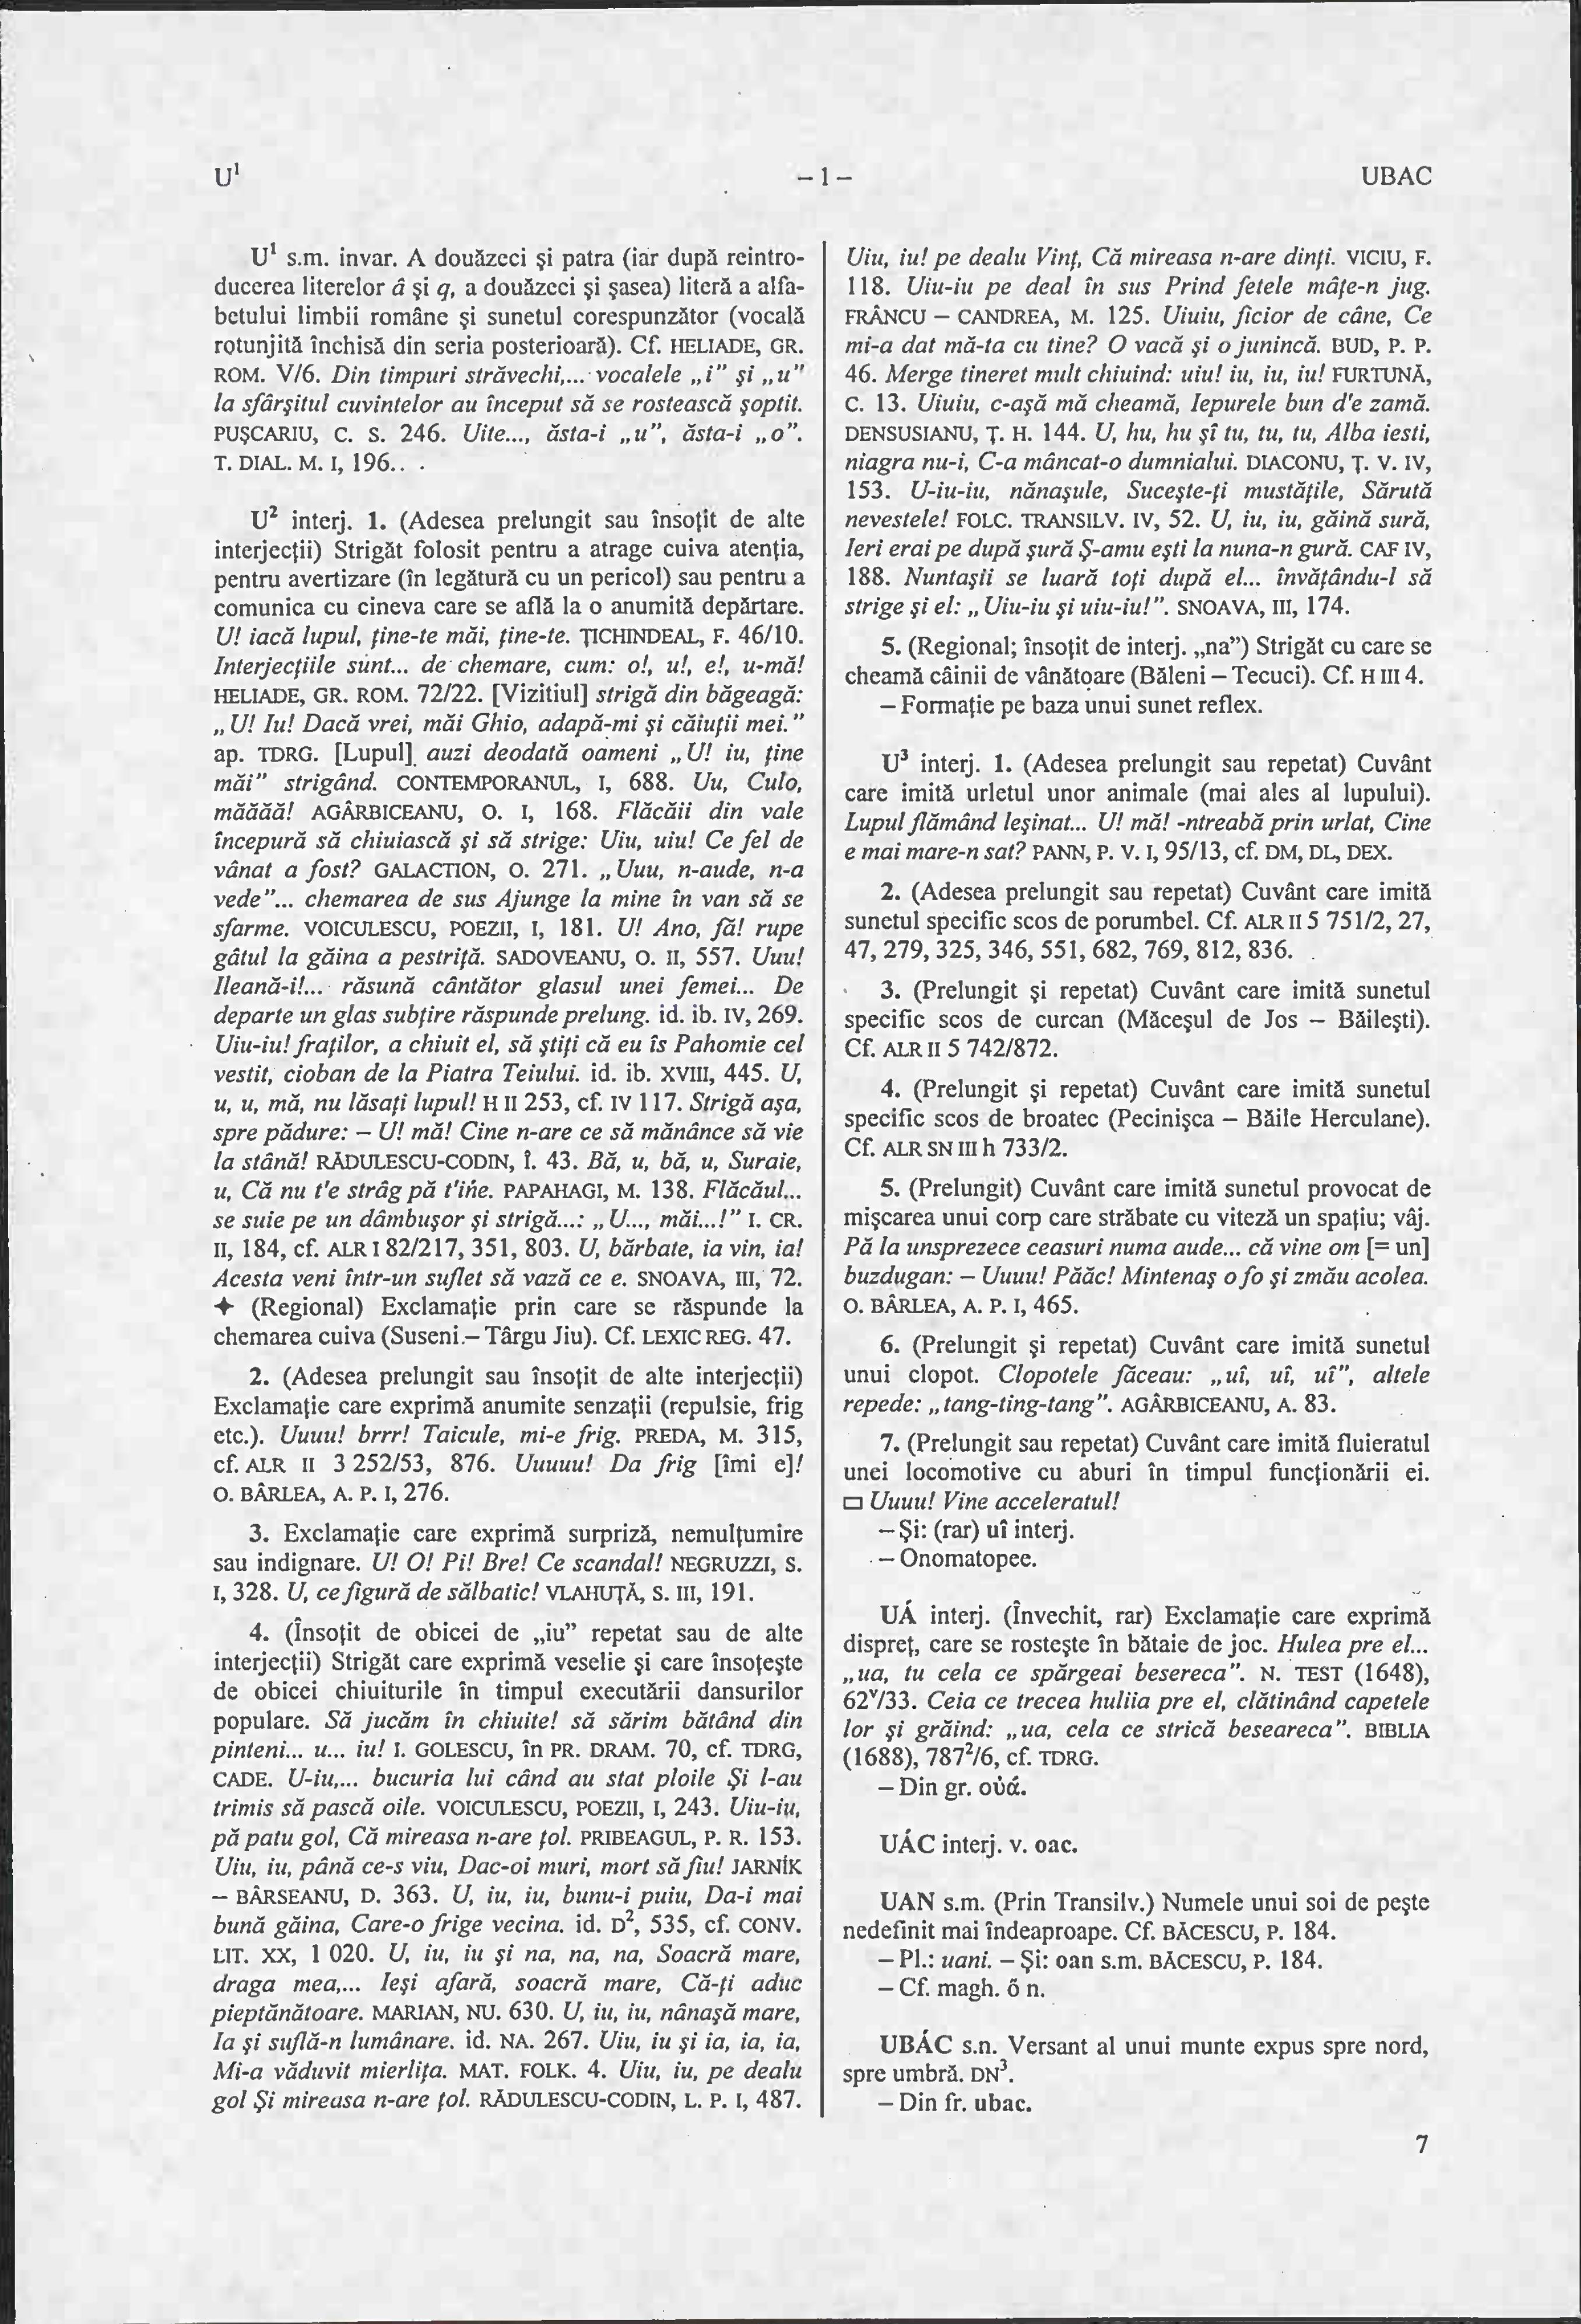 U¹ – 1 – UBAC
U¹ s.m. invar. A douăzeci şi patra (iar după reintro-
ducerea literelor â şi q, a douăzeci şi şasea) literă a alfa-
betului limbii române şi sunetul corespunzător (vocală
rotunjită închisă din seria posterioară). Cf. HELIADE, GR.
ROM. V/6. Din timpuri străvechi,... vocalele „i” şi „u”
la sfârşitul cuvintelor au început să se rostească şoptit.
PUŞCARIU, C. S. 246. Uite..., ăsta-i „u”, ăsta-i „o”.
T. DIAL. M. I, 196.
U² interj. 1. (Adesea prelungit sau însoţit de alte
interjecţii) Strigăt folosit pentru a atrage cuiva atenţia,
pentru avertizare (în legătură cu un pericol) sau pentru a
comunica cu cineva care se află la o anumită depărtare.
U! iacă lupul, ţine-te măi, ţine-te. ŢICHINDEAL, F. 46/10.
Interjecţiile sunt... de chemare, cum: o!, u!, e!, u-mă!
HELIADE, GR. ROM. 72/22. [Vizitiul] strigă din băgeagă:
„U! Iu! Dacă vrei, măi Ghio, adapă-mi şi căiuţii mei.”
ap. TDRG. [Lupul] auzi deodată oameni „U! iu, ţine
măi” strigând. CONTEMPORANUL, I, 688. Uu, Culo,
măăăă! AGÂRBICEANU, O. I, 168. Flăcăii din vale
începură să chiuiască şi să strige: Uiu, uiu! Ce fel de
vânat a fost? GALACTION, O. 271. „Uuu, n-aude, n-a
vede”... chemarea de sus Ajunge la mine în van să se
sfarme. VOICULESCU, POEZII, I, 181. U! Ano, fă! rupe
gâtul la găina a pestriţă. SADOVEANU, O. II, 557. Uuu!
Ileană-i!... răsună cântător glasul unei femei... De
departe un glas subţire răspunde prelung. id. ib. IV, 269.
Uiu-iu! fraţilor, a chiuit el, să ştiţi că eu îs Pahomie cel
vestit, cioban de la Piatra Teiului. id. ib. XVIII, 445. U,
u, u, mă, nu lăsaţi lupul! H II 253, cf. IV 117. Strigă aşa,
spre pădure: – U! mă! Cine n-are ce să mănânce să vie
la stână! RĂDULESCU-CODIN, Î. 43. Bă, u, bă, u, Suraie,
u, Că nu t'e strâg pă t'ińe. PAPAHAGI, M. 138. Flăcăul...
se suie pe un dâmbuşor şi strigă...: „U..., măi...!” I. CR.
II, 184, cf. ALR I 82/217, 351, 803. U, bărbate, ia vin, ia!
Acesta veni într-un suflet să vază ce e. SNOAVA, III, 72.
✦ (Regional) Exclamaţie prin care se răspunde la
chemarea cuiva (Suseni – Târgu Jiu). Cf. LEXIC REG. 47.
2. (Adesea prelungit sau însoţit de alte interjecţii)
Exclamaţie care exprimă anumite senzaţii (repulsie, frig
etc.). Uuuu! brrr! Taicule, mi-e frig. PREDA, M. 315,
cf. ALR II 3 252/53, 876. Uuuuu! Da frig [îmi e]!
O. BÂRLEA, A. P. I, 276.
3. Exclamaţie care exprimă surpriză, nemulţumire
sau indignare. U! O! Pi! Bre! Ce scandal! NEGRUZZI, S.
I, 328. U, ce figură de sălbatic! VLAHUŢĂ, S. III, 191.
4. (Însoţit de obicei de „iu” repetat sau de alte
interjecţii) Strigăt care exprimă veselie şi care însoţeşte
de obicei chiuiturile în timpul executării dansurilor
populare. Să jucăm în chiuite! să sărim bătând din
pinteni... u... iu! I. GOLESCU, în PR. DRAM. 70, cf. TDRG,
CADE. U-iu,... bucuria lui când au stat ploile Şi l-au
trimis să pască oile. VOICULESCU, POEZII, I, 243. Uiu-iu,
pă patu gol, Că mireasa n-are ţol. PRIBEAGUL, P. R. 153.
Uiu, iu, până ce-s viu, Dac-oi muri, mort să fiu! JARNÍK
– BÂRSEANU, D. 363. U, iu, iu, bunu-i puiu, Da-i mai
bună găina, Care-o frige vecina. id. D², 535, cf. CONV.
LIT. XX, 1 020. U, iu, iu şi na, na, na, Soacră mare,
draga mea,... Ieşi afară, soacră mare, Că-ţi aduc
pieptănătoare. MARIAN, NU. 630. U, iu, iu, nânaşă mare,
Ia şi suflă-n lumânare. id. NA. 267. Uiu, iu şi ia, ia, ia,
Mi-a văduvit mierliţa. MAT. FOLK. 4. Uiu, iu, pe dealu
gol Şi mireasa n-are ţol. RĂDULESCU-CODIN, L. P. I, 487.
Uiu, iu! pe dealu Vinţ, Că mireasa n-are dinţi. VICIU, F.
118. Uiu-iu pe deal în sus Prind fetele mâţe-n jug.
FRÂNCU – CANDREA, M. 125. Uiuiu, ficior de câne, Ce
mi-a dat mă-ta cu tine? O vacă şi o junincă. BUD, P. P.
46. Merge tineret mult chiuind: uiu! iu, iu, iu! FURTUNĂ,
C. 13. Uiuiu, c-aşă mă cheamă, Iepurele bun d'e zamă.
DENSUSIANU, Ţ. H. 144. U, hu, hu şî tu, tu, tu, Alba iesti,
niagra nu-i, C-a mâncat-o dumnialui. DIACONU, Ţ. V. IV,
153. U-iu-iu, nănaşule, Suceşte-ţi mustăţile, Sărută
nevestele! FOLC. TRANSILV. IV, 52. U, iu, iu, găină sură,
Ieri erai pe după şură Ş-amu eşti la nuna-n gură. CAF IV,
188. Nuntaşii se luară toţi după el... învăţându-l să
strige şi el: „Uiu-iu şi uiu-iu!”. SNOAVA, III, 174.
5. (Regional; însoţit de interj. „na”) Strigăt cu care se
cheamă câinii de vânătoare (Băleni – Tecuci). Cf. H III 4.
– Formaţie pe baza unui sunet reflex.
U³ interj. 1. (Adesea prelungit sau repetat) Cuvânt
care imită urletul unor animale (mai ales al lupului).
Lupul flămând leşinat... U! mă! -ntreabă prin urlat, Cine
e mai mare-n sat? PANN, P. V. I, 95/13, cf. DM, DL, DEX.
2. (Adesea prelungit sau repetat) Cuvânt care imită
sunetul specific scos de porumbel. Cf. ALR II 5 751/2, 27,
47, 279, 325, 346, 551, 682, 769, 812, 836.
3. (Prelungit şi repetat) Cuvânt care imită sunetul
specific scos de curcan (Măceşul de Jos – Băileşti).
Cf. ALR II 5 742/872.
4. (Prelungit şi repetat) Cuvânt care imită sunetul
specific scos de broatec (Pecinişca – Băile Herculane).
Cf. ALR SN III h 733/2.
5. (Prelungit) Cuvânt care imită sunetul provocat de
mişcarea unui corp care străbate cu viteză un spaţiu; vâj.
Pă la unsprezece ceasuri numa aude... că vine om [= un]
buzdugan: – Uuuu! Păăc! Mintenaş o fo şi zmău acolea.
O. BÂRLEA, A. P. I, 465.
6. (Prelungit şi repetat) Cuvânt care imită sunetul
unui clopot. Clopotele făceau: „uî, uî, uî”, altele
repede: „tang-ting-tang”. AGÂRBICEANU, A. 83.
7. (Prelungit sau repetat) Cuvânt care imită fluieratul
unei locomotive cu aburi în timpul funcţionării ei.
▭ Uuuu! Vine acceleratul!
– Şi: (rar) uî interj.
– Onomatopee.
UÁ interj. (Învechit, rar) Exclamaţie care exprimă
dispreţ, care se rosteşte în bătaie de joc. Hulea pre el...
„ua, tu cela ce spărgeai besereca”. N. TEST (1648),
62ᵛ/33. Ceia ce trecea huliia pre el, clătinând capetele
lor şi grăind: „ua, cela ce strică beseareca”. BIBLIA
(1688), 787²/6, cf. TDRG.
– Din gr. οὐά.
UÁC interj. v. oac.
UAN s.m. (Prin Transilv.) Numele unui soi de peşte
nedefinit mai îndeaproape. Cf. BĂCESCU, P. 184.
– Pl.: uani. – Şi: oan s.m. BĂCESCU, P. 184.
– Cf. magh. õ n.
UBÁC s.n. Versant al unui munte expus spre nord,
spre umbră. DN³.
– Din fr. ubac.
7